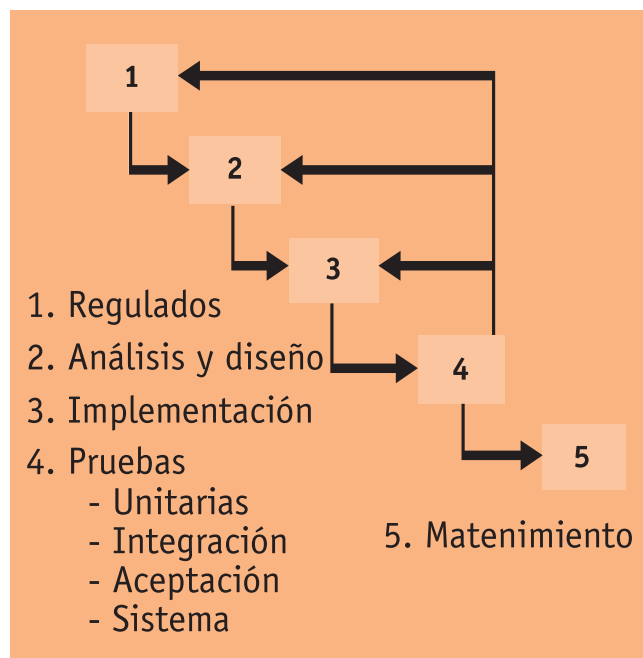 1
2
3
1. Regulados
2. Análisis y diseño
4
3. Implementación
4. Pruebas
5
- Unitarias
- Integración
5. Matenimiento
- Aceptación
- Sistema